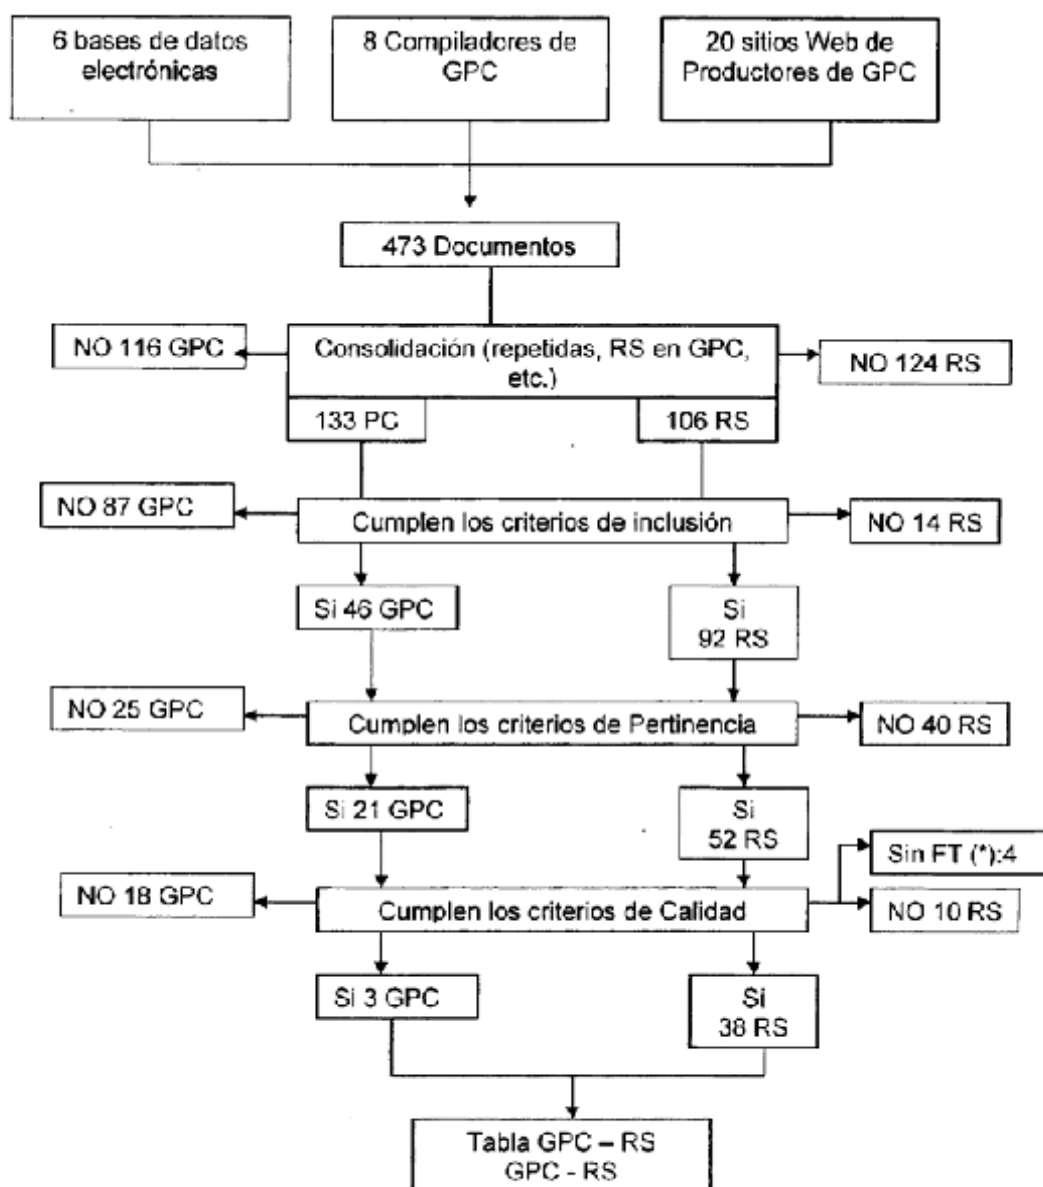 6 bases de datos
electrónicas
8 Compiladores de
GPC
20 sitios Web de
Productores de GPC
473 Documentos
NO 116 GPC
Consolidación (repetidas, RS en GPC,
etc.)
NO 124 RS
133 PC
106 RS
NO 87 GPC
Cumplen los criterios de inclusión
NO 14 RS
Si 46 GPC
Si
92 RS
NO 25 GPC
Cumplen los criterios de Pertinencia
NO 40 RS
Si 21 GPC
Si
52 RS
Sin FT (*):4
NO 18 GPC
Cumplen los criterios de Calidad
NO 10 RS
Si 3 GPC
Si
38 RS
Tabla GPC – RS
GPC - RS